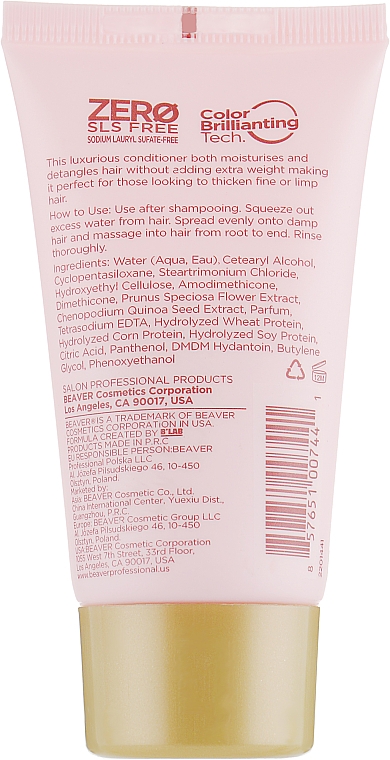 ZERØ
SLS FREE
SODIUM LAURYL SUFATE-FREE
Color
Brillianting
Tech.
This luxurious conditioner both moisturises and
detangles hair without adding extra weight making
it perfect for those looking to thicken fine or limp
hair.
How to Use: Use after shampooing. Squeeze out
excess water from hair. Spread evenly onto damp
hair and massage into hair from root to end. Rinse
thoroughly.
Ingredients: Water (Aqua, Eau), Cetearyl Alcohol,
Cyclopentasiloxane, Steartrimonium Chloride,
Hydroxyethyl Cellulose, Amodimethicone,
Dimethicone, Prunus Speciosa Flower Extract,
Chenopodium Quinoa Seed Extract, Parfum,
Tetrasodium EDTA, Hydrolyzed Wheat Protein,
Hydrolyzed Corn Protein, Hydrolyzed Soy Protein,
Citric Acid, Panthenol, DMDM Hydantoin, Butylene
Glycol, Phenoxyethanol
SALON PROFESSIONAL PRODUCTS
BEAVER Cosmetics Corporation
Los Angeles, CA 90017, USA
12M
BEAVER®IS A TRADEMARK OF BEAVER
COSMETICS CORPORATION IN USA.
FORMULA CREATED BY B'LAB
PRODUCTS MADE IN P.R.C
EU RESPONSIBLE PERSON:BEAVER
Professional Polska LLC
Al Józefa Pilsudskiego 46, 10-450
Olsztyn, Poland.
Marketed by:
Asia: BEAVER Cosmetic Co., Ltd.
China International Center, Yuexiu Dist.,
Guangzhou, P.R.C.
Europe: BEAVER Cosmetic Group LLC
Al Józefa Pilsudskiego 46, 10-450
Olsztyn, Poland
USA:BEAVER Cosmetic Corporation
1055 West 7th Street, 33rd Floor,
Los Angeles, CA 90017, USA
www.beaverprofessional.us
8 57651 00744 1